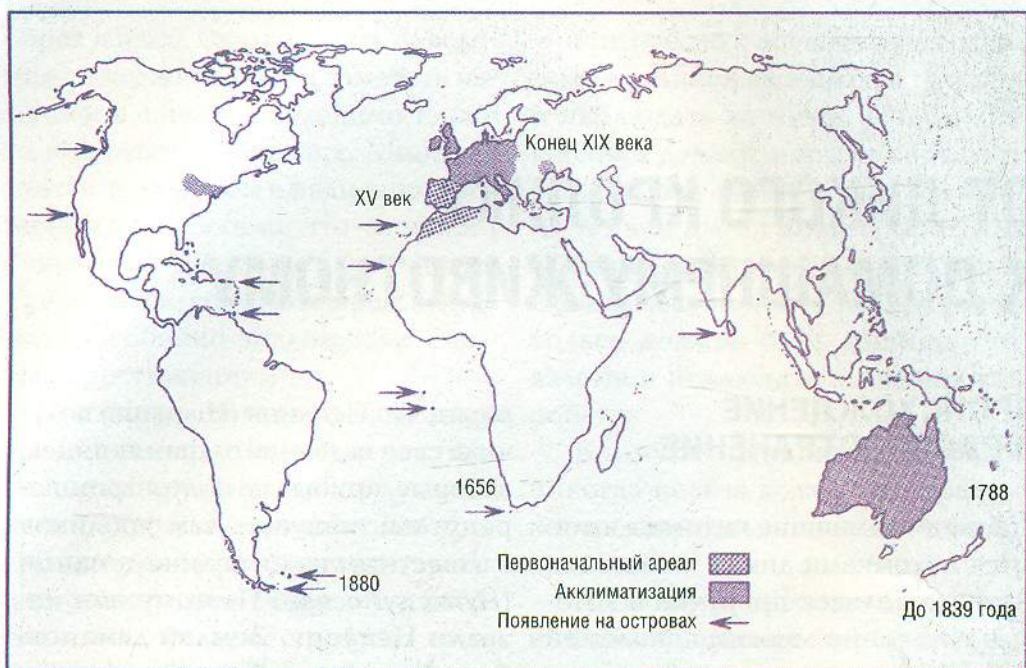 Конец XIX века
XV век
1656
1788
1880
Первоначальный ареал
Акклиматизация
Появление на островах
До 1839 года